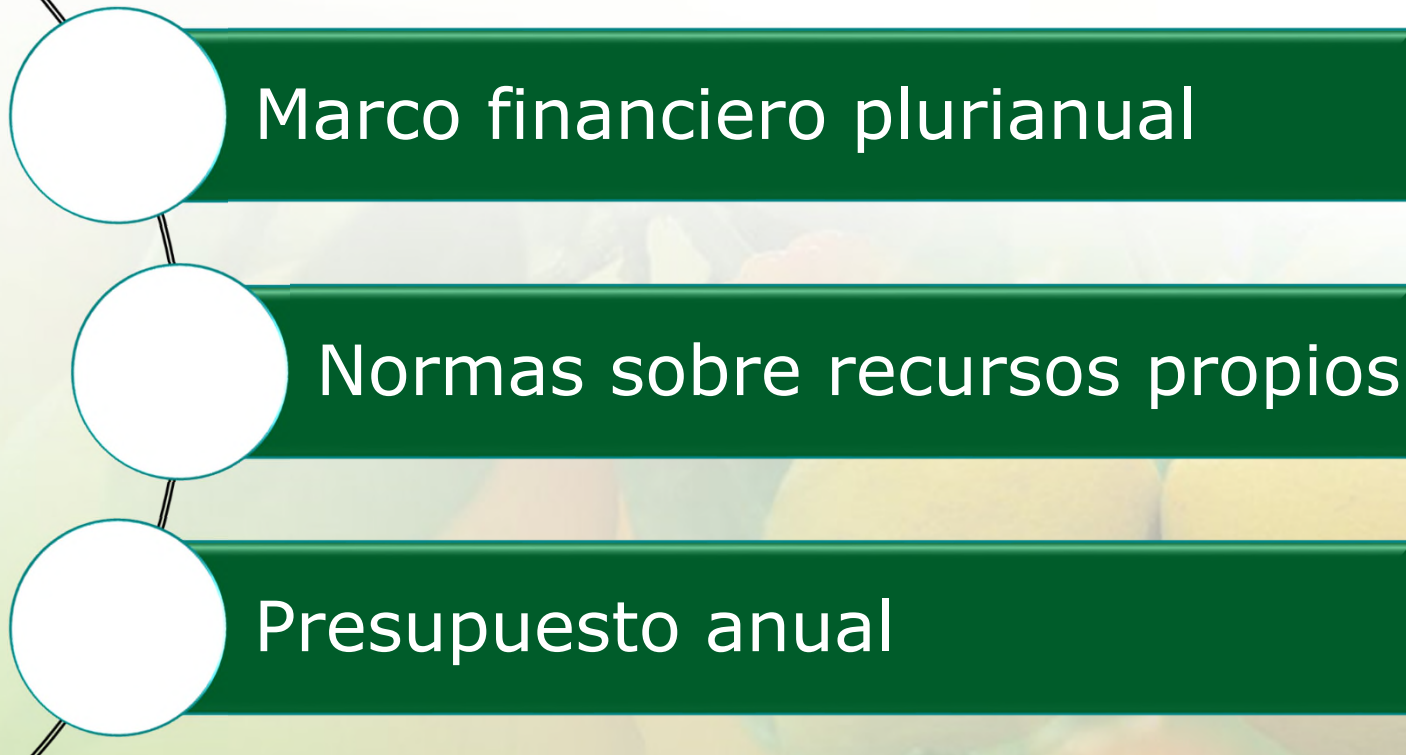 Marco financiero plurianual
Normas sobre recursos propios
Presupuesto anual